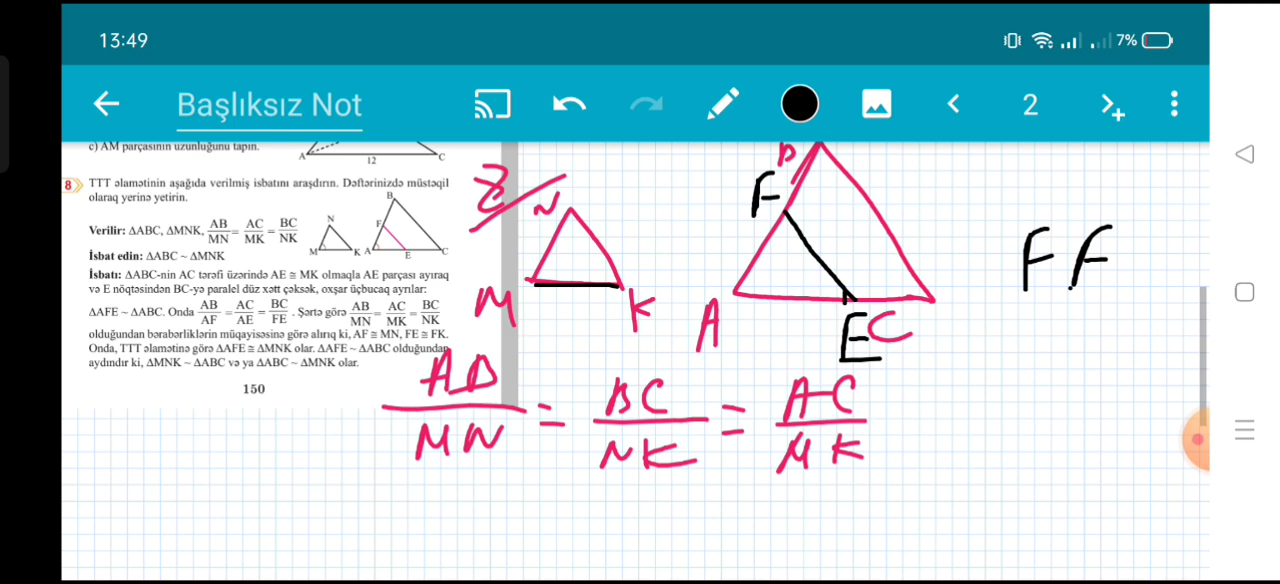 13:49
7%
Başlıksız Not
2
c) AM parçasının uzunluğunu tapın.
A
12
C
8
TTT əlamətinin aşağıda verilmiş isbatını araşdırın. Dəftərinizdə müstəqil
olaraq yerinə yetirin.
Verilir: ΔABC, ΔMNK, AB/MN = AC/MK = BC/NK
N
M
K
B
F
A
E
C
İsbat edin: ΔABC ~ ΔMNK
İsbatı: ΔABC-nin AC tərəfi üzərində AE ≅ MK olmaqla AE parçası ayıraq
və E nöqtəsindən BC-yə paralel düz xətt çəksək, oxşar üçbucaq ayrılar:
ΔAFE ~ ΔABC. Onda AB/AF = AC/AE = BC/FE. Şərtə görə AB/MN = AC/MK = BC/NK
olduğundan bərabərliklərin müqayisəsinə görə alırıq ki, AF ≅ MN, FE ≅ FK.
Onda, TTT əlamətinə görə ΔAFE ≅ ΔMNK olar. ΔAFE ~ ΔABC olduğundan
aydındır ki, ΔMNK ~ ΔABC və ya ΔABC ~ ΔMNK olar.
150
N
M
K
B
F
A
E
C
F F
AB/MN = BC/NK = AC/MK